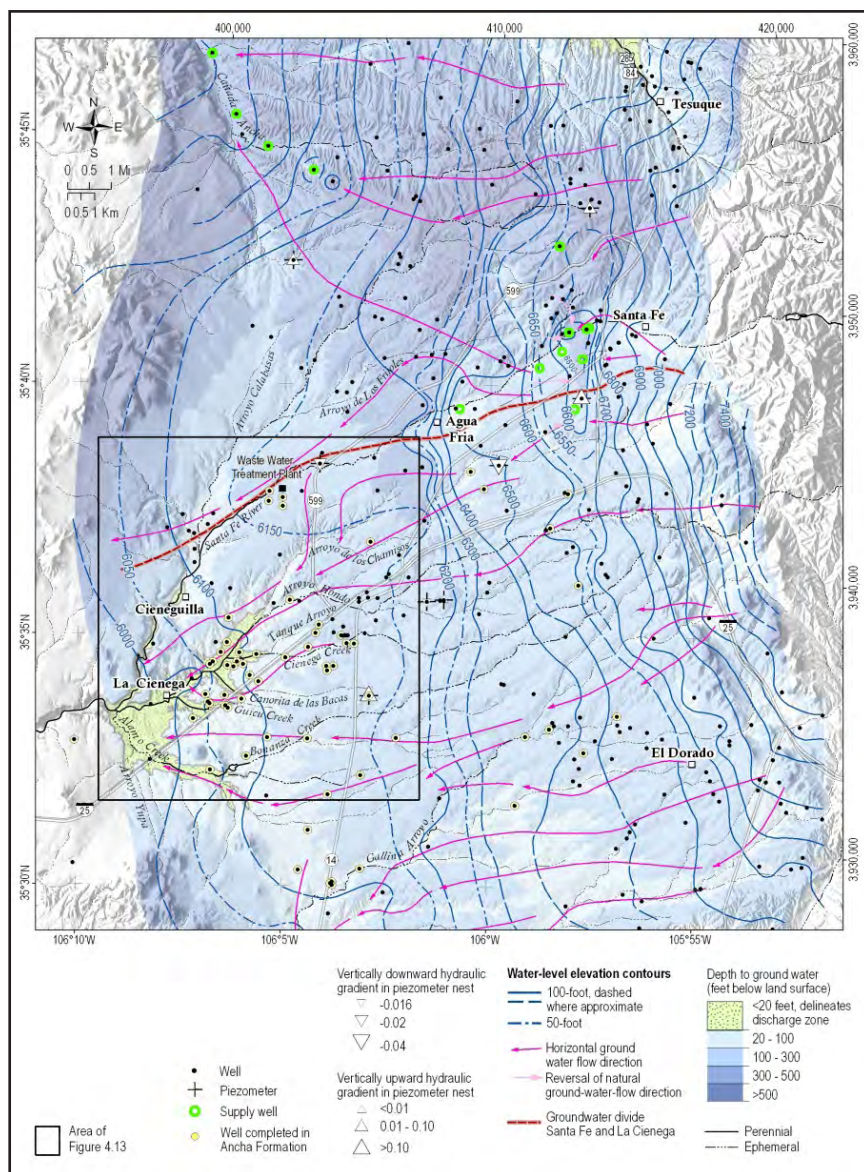 400,000
410,000
420,000
3,960,000
285
84
Tesuque
Cañada Ancha
N
W E
S
0 0.5 1 Mi
0 0.5 1 Km
35°45'
599
Santa Fe
3,950,000
6650
6800
6900
7000
Arroyo Calabasas
Arroyo de Los Frijoles
35°40'
6700
6600
6550
7200
7400
Agua
Fria
6600
6500
6400
6300
6200
Waste Water
Treatment Plant
599
6150
Santa Fe River
Arroyo de los Chamisos
6050
6100
6000
Arroyo Hondo
Cieneguilla
Tanque Arroyo
3,940,000
25
35°35'
Cienega Creek
La Cienega
Canorita de las Bacas
Guicu Creek
Alamo Creek
Bonanza Creek
El Dorado
Arroyo Ynpa
25
14
Gallina Arroyo
3,930,000
35°30'
106°10'
106°5'
106°
105°55'
Vertically downward hydraulic
gradient in piezometer nest
-0.016
-0.02
-0.04
Vertically upward hydraulic
gradient in piezometer nest
<0.01
0.01 - 0.10
>0.10
Well
Piezometer
Supply well
Well completed in
Ancha Formation
Area of
Figure 4.13
Water-level elevation contours
100-foot, dashed
where approximate
50-foot
Horizontal ground
water flow direction
Reversal of natural
ground-water-flow direction
Groundwater divide
Santa Fe and La Cienega
Depth to ground water
(feet below land surface)
<20 feet, delineates
discharge zone
20 - 100
100 - 300
300 - 500
>500
Perennial
Ephemeral